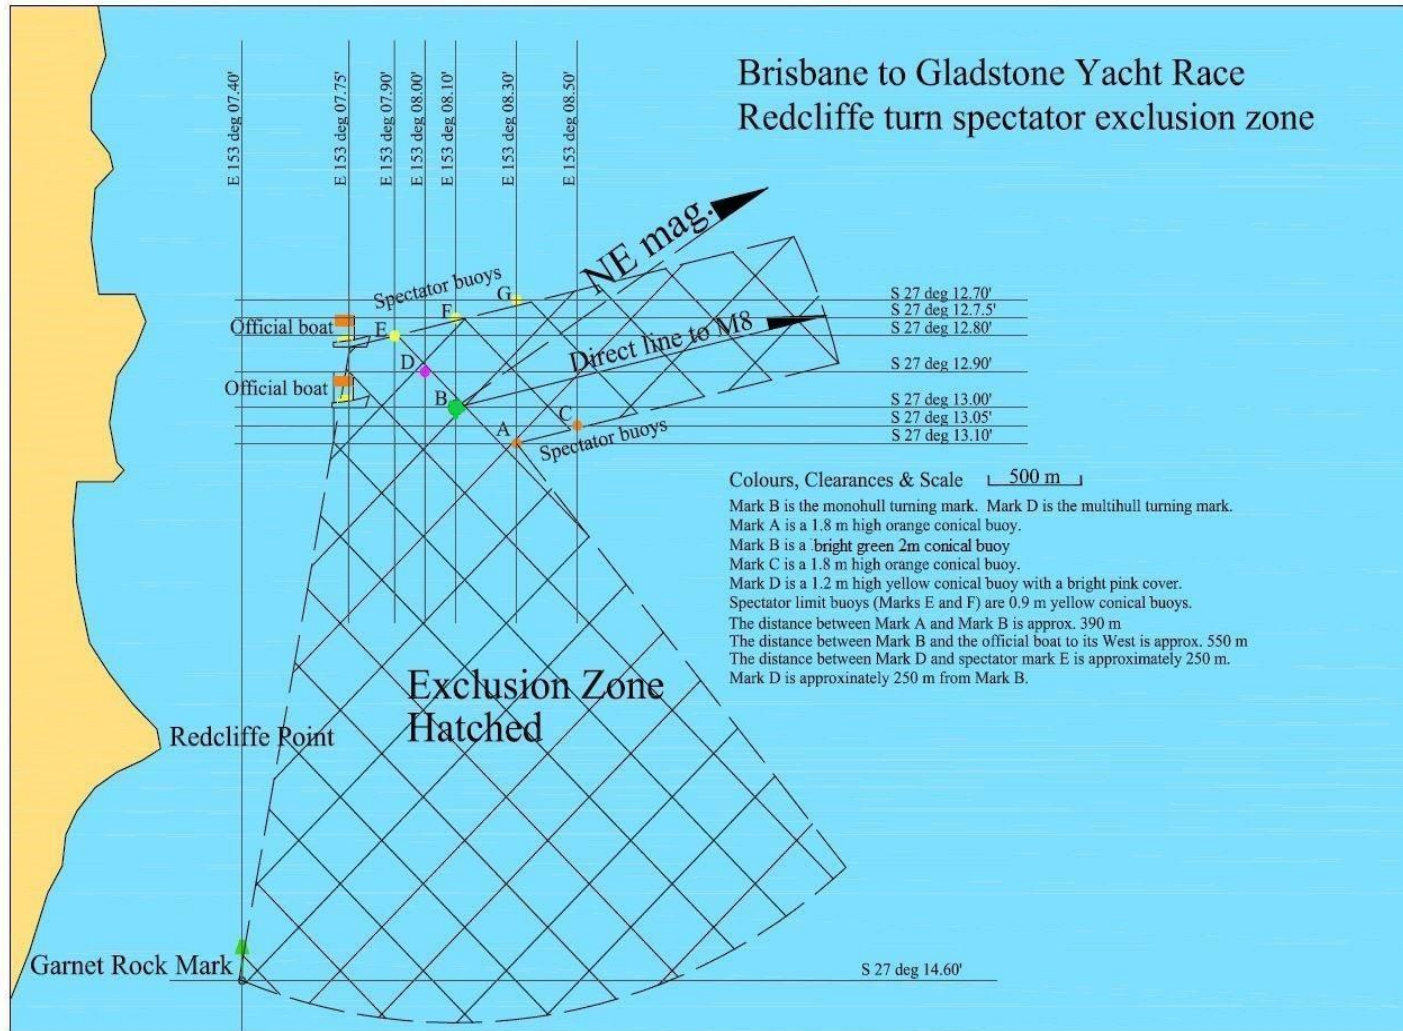 Brisbane to Gladstone Yacht Race
Redcliffe turn spectator exclusion zone
E 153 deg 07.40'
E 153 deg 07.75'
E 153 deg 07.90'
E 153 deg 08.00'
E 153 deg 08.10'
E 153 deg 08.30'
E 153 deg 08.50'
NE mag.
Spectator buoys
G
F
E
Official boat
D
Official boat
B
Direct line to M8
A
C
Spectator buoys
S 27 deg 12.70'
S 27 deg 12.7.5'
S 27 deg 12.80'
S 27 deg 12.90'
S 27 deg 13.00'
S 27 deg 13.05'
S 27 deg 13.10'
Colours, Clearances & Scale 500 m
Mark B is the monohull turning mark. Mark D is the multihull turning mark.
Mark A is a 1.8 m high orange conical buoy.
Mark B is a bright green 2m conical buoy
Mark C is a 1.8 m high orange conical buoy.
Mark D is a 1.2 m high yellow conical buoy with a bright pink cover.
Spectator limit buoys (Marks E and F) are 0.9 m yellow conical buoys.
The distance between Mark A and Mark B is approx. 390 m
The distance between Mark B and the official boat to its West is approx. 550 m
The distance between Mark D and spectator mark E is approximately 250 m.
Mark D is approxinately 250 m from Mark B.
Exclusion Zone
Hatched
Redcliffe Point
Garnet Rock Mark
S 27 deg 14.60'